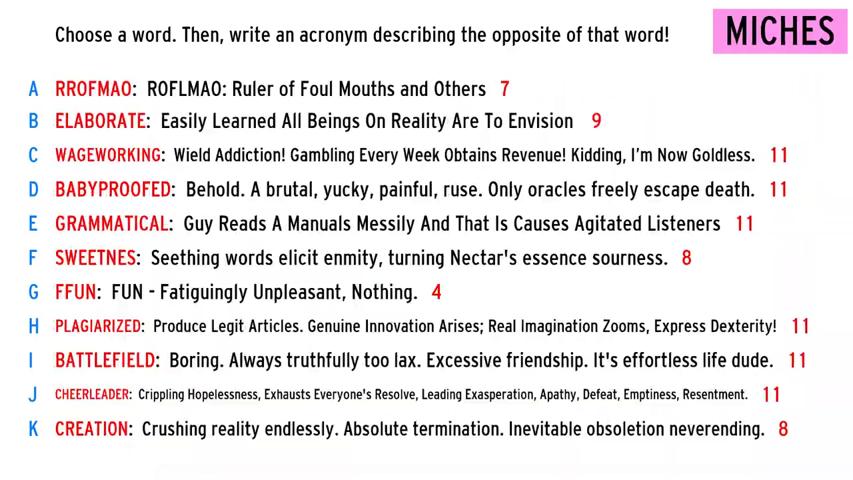 Choose a word. Then, write an acronym describing the opposite of that word!
MICHES
A RROFMAO: ROFLMAO: Ruler of Foul Mouths and Others 7
B ELABORATE: Easily Learned All Beings On Reality Are To Envision 9
C WAGEWORKING: Wield Addiction! Gambling Every Week Obtains Revenue! Kidding, I'm Now Goldless. 11
D BABYPROOFED: Behold. A brutal, yucky, painful, ruse. Only oracles freely escape death. 11
E GRAMMATICAL: Guy Reads A Manuals Messily And That Is Causes Agitated Listeners 11
F SWEETNES: Seething words elicit enmity, turning Nectar's essence sourness. 8
G FFUN: FUN - Fatiguingly Unpleasant, Nothing. 4
H PLAGIARIZED: Produce Legit Articles. Genuine Innovation Arises; Real Imagination Zooms, Express Dexterity! 11
I BATTLEFIELD: Boring. Always truthfully too lax. Excessive friendship. It's effortless life dude. 11
J CHEERLEADER: Crippling Hopelessness, Exhausts Everyone's Resolve, Leading Exasperation, Apathy, Defeat, Emptiness, Resentment. 11
K CREATION: Crushing reality endlessly. Absolute termination. Inevitable obsoletion neverending. 8